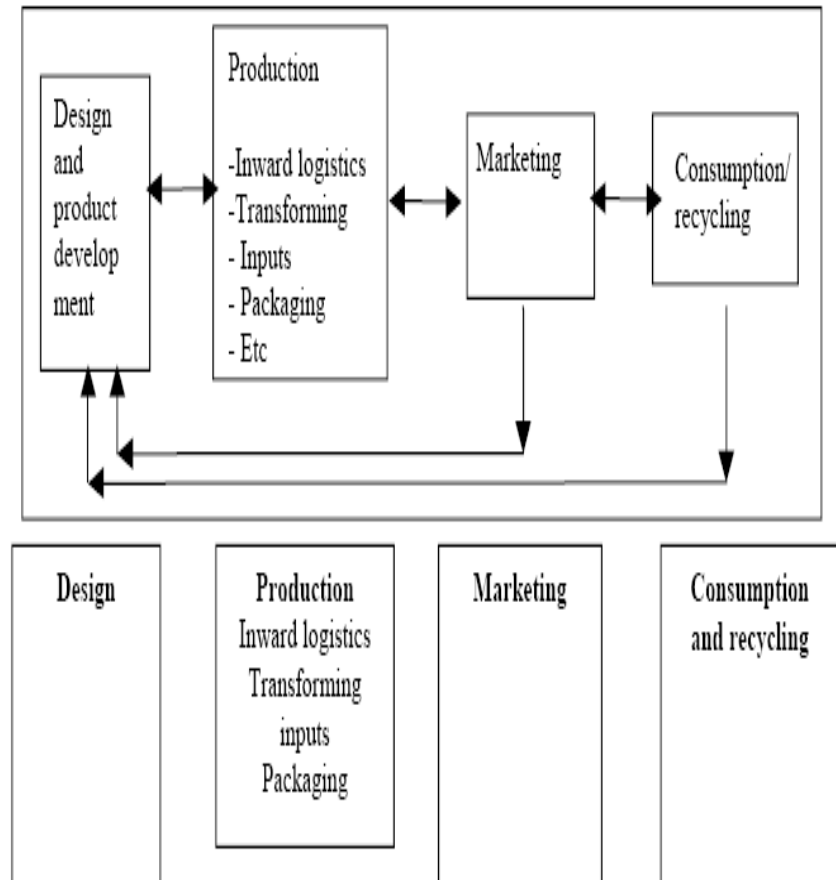 Design
and
product
develop
ment
Production
-Inward logistics
-Transforming
- Inputs
- Packaging
- Etc
Marketing
Consumption/
recycling
Design
Production
Inward logistics
Transforming
inputs
Packaging
Marketing
Consumption
and recycling